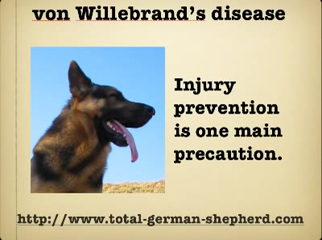 von Willebrand's disease
Injury
prevention
is one main
precaution.
http://www.total-german-shepherd.com